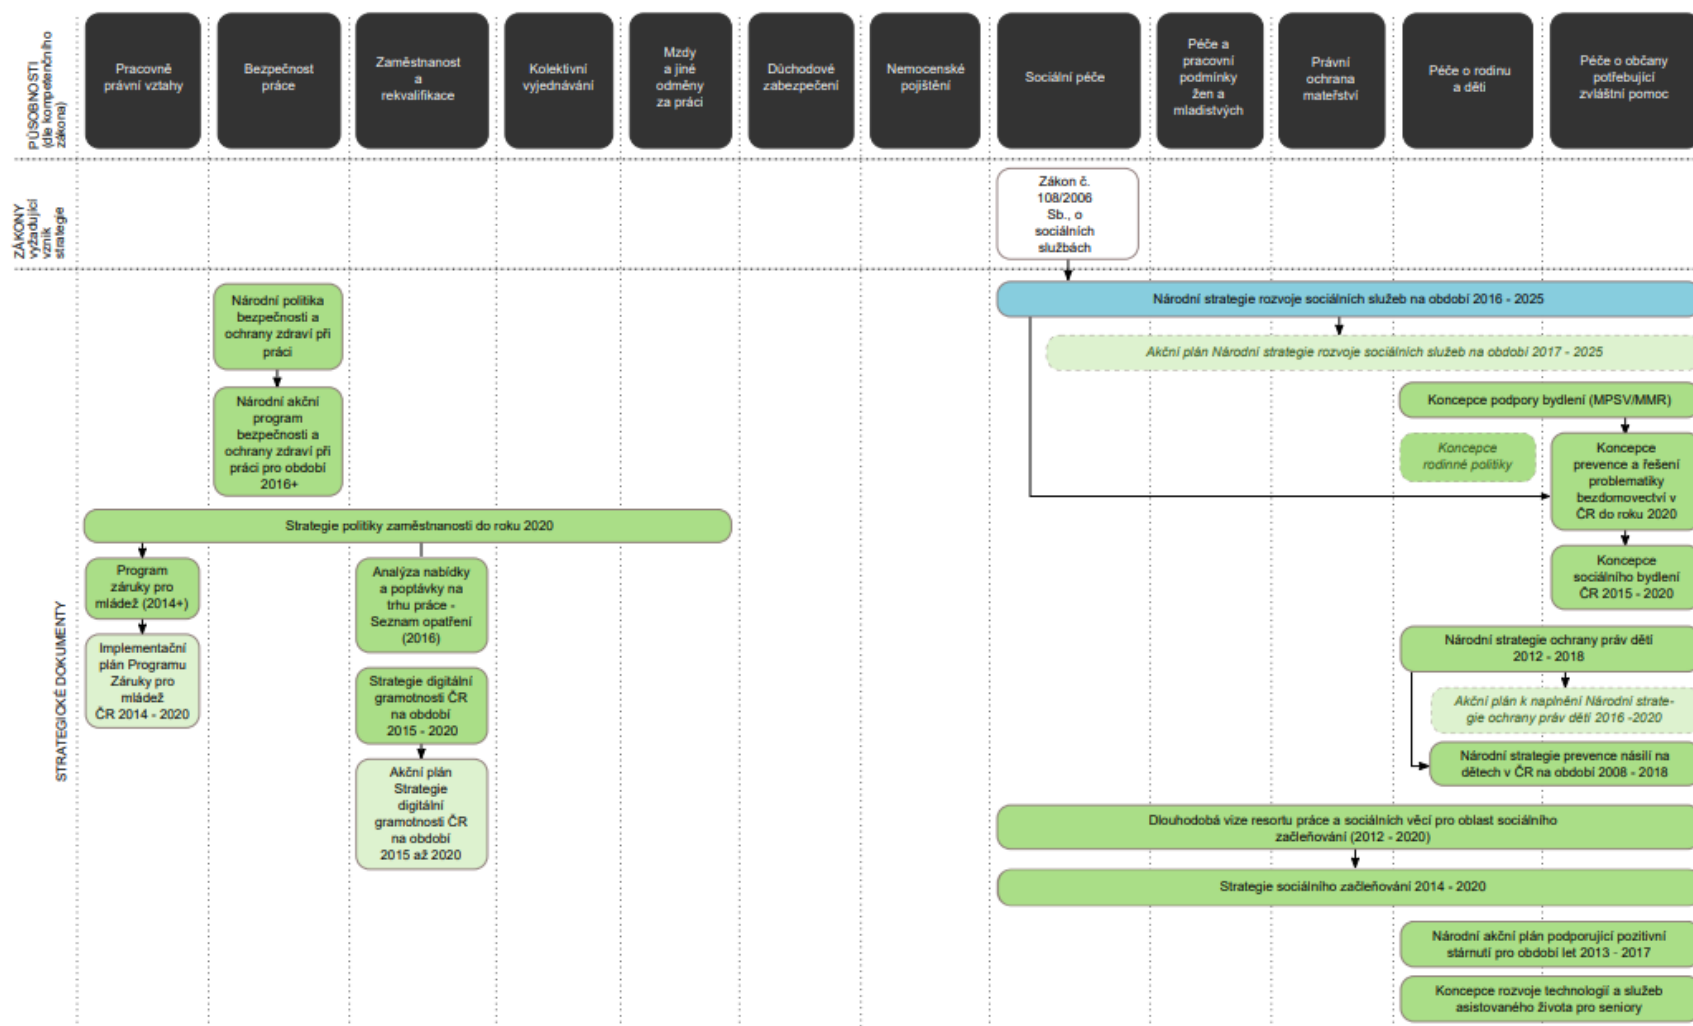 PŮSOBNOSTI
(dle kompetenčního
zákona)
Pracovně
právní vztahy
Bezpečnost
práce
Zaměstnanost
a
rekvalifikace
Kolektivní
vyjednávání
Mzdy
a jiné
odměny
za práci
Důchodové
zabezpečení
Nemocenské
pojištění
Sociální péče
Péče a
pracovní
podmínky
žen a
mladistvých
Právní
ochrana
mateřství
Péče o rodinu
a děti
Péče o občany
potřebující
zvláštní pomoc
ZÁKONY
vyžadující
vznik
strategie
Zákon č.
108/2006
Sb., o
sociálních
službách
STRATEGICKÉ DOKUMENTY
Národní politika
bezpečnosti a
ochrany zdraví při
práci
Národní akční
program
bezpečnosti a
ochrany zdraví při
práci pro období
2016+
Strategie politiky zaměstnanosti do roku 2020
Program
záruky pro
mládež (2014+)
Implementační
plán Programu
Záruky pro
mládež
ČR 2014 - 2020
Analýza nabídky
a poptávky na
trhu práce -
Seznam opatření
(2016)
Strategie digitální
gramotnosti ČR
na období
2015 - 2020
Akční plán
Strategie
digitální
gramotnosti ČR
na období
2015 až 2020
Národní strategie rozvoje sociálních služeb na období 2016 - 2025
Akční plán Národní strategie rozvoje sociálních služeb na období 2017 - 2025
Koncepce podpory bydlení (MPSV/MMR)
Koncepce
rodinné politiky
Koncepce
prevence a řešení
problematiky
bezdomovectví v
ČR do roku 2020
Koncepce
sociálního bydlení
ČR 2015 - 2020
Národní strategie ochrany práv dětí
2012 - 2018
Akční plán k naplnění Národní strate-
gie ochrany práv dětí 2016 -2020
Národní strategie prevence násilí na
dětech v ČR na období 2008 - 2018
Dlouhodobá vize resortu práce a sociálních věcí pro oblast sociálního
začleňování (2012 - 2020)
Strategie sociálního začleňování 2014 - 2020
Národní akční plán podporující pozitivní
stárnutí pro období let 2013 - 2017
Koncepce rozvoje technologií a služeb
asistovaného života pro seniory